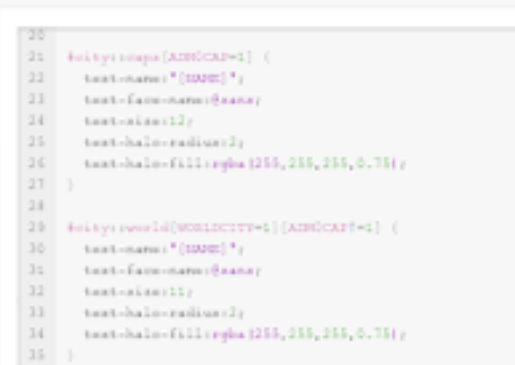 20
21 #city::caps[ADM0CAP=1] {
22 text-name:"[NAME]";
23 text-face-name:@sans;
24 text-size:12;
25 text-halo-radius:2;
26 text-halo-fill:rgba(255,255,255,0.75);
27 }
28
29 #city::world[WORLDCITY=1][ADM0CAP!=1] {
30 text-name:"[NAME]";
31 text-face-name:@sans;
32 text-size:11;
33 text-halo-radius:2;
34 text-halo-fill:rgba(255,255,255,0.75);
35 }